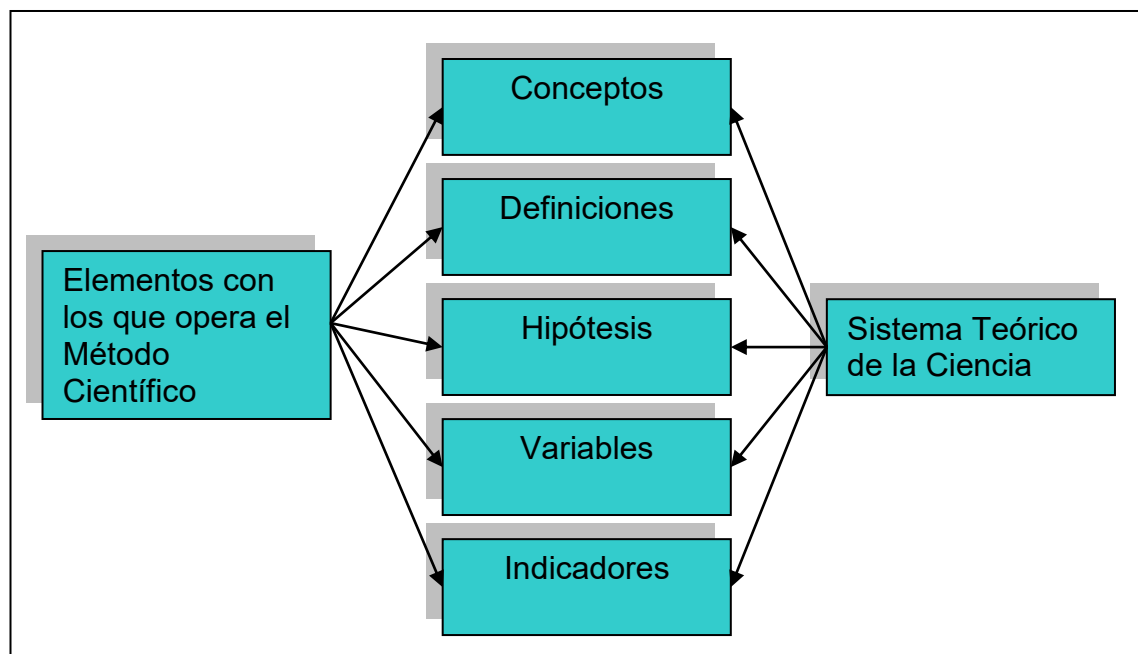 Conceptos
Definiciones
Elementos con
los que opera el
Método
Científico
Hipótesis
Sistema Teórico
de la Ciencia
Variables
Indicadores